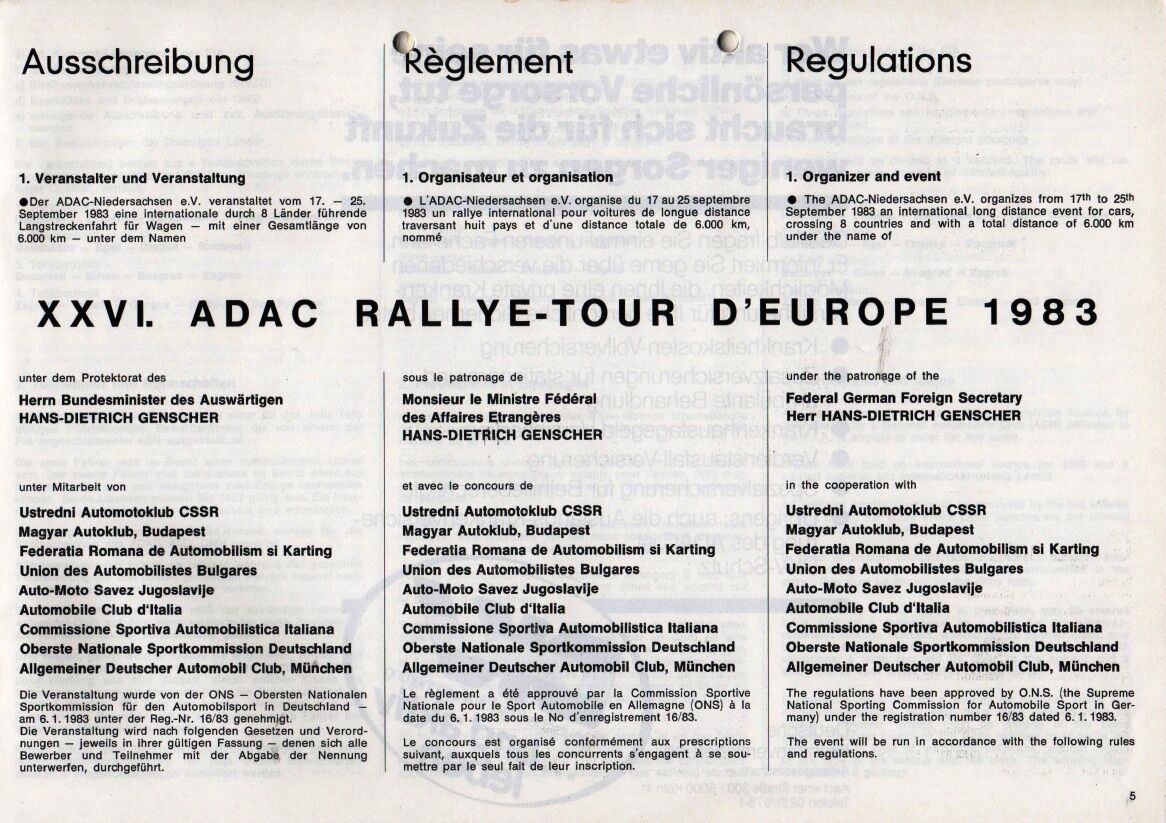 Ausschreibung
1. Veranstalter und Veranstaltung
● Der ADAC-Niedersachsen e.V. veranstaltet vom 17. – 25.
September 1983 eine internationale durch 8 Länder führende
Langstreckenfahrt für Wagen – mit einer Gesamtlänge von
6.000 km – unter dem Namen
Règlement
1. Organisateur et organisation
● L'ADAC-Niedersachsen e.V. organise du 17 au 25 septembre
1983 un rallye international pour voitures de longue distance
traversant huit pays et d'une distance totale de 6.000 km,
nommé
Regulations
1. Organizer and event
● The ADAC-Niedersachsen e.V. organizes from 17th to 25th
September 1983 an international long distance event for cars,
crossing 8 countries and with a total distance of 6.000 km
under the name of
XXVI. ADAC RALLYE-TOUR D'EUROPE 1983
unter dem Protektorat des
Herrn Bundesminister des Auswärtigen
HANS-DIETRICH GENSCHER
unter Mitarbeit von
Ustredni Automotoklub CSSR
Magyar Autoklub, Budapest
Federatia Romana de Automobilism si Karting
Union des Automobilistes Bulgares
Auto-Moto Savez Jugoslavije
Automobile Club d'Italia
Commissione Sportiva Automobilistica Italiana
Oberste Nationale Sportkommission Deutschland
Allgemeiner Deutscher Automobil Club, München
Die Veranstaltung wurde von der ONS – Obersten Nationalen
Sportkommission für den Automobilsport in Deutschland –
am 6. 1. 1983 unter der Reg.-Nr. 16/83 genehmigt.
Die Veranstaltung wird nach folgenden Gesetzen und Verord-
nungen – jeweils in ihrer gültigen Fassung – denen sich alle
Bewerber und Teilnehmer mit der Abgabe der Nennung
unterwerfen, durchgeführt.
sous le patronage de
Monsieur le Ministre Fédéral
des Affaires Etrangères
HANS-DIETRICH GENSCHER
et avec le concours de
Ustredni Automotoklub CSSR
Magyar Autoklub, Budapest
Federatia Romana de Automobilism si Karting
Union des Automobilistes Bulgares
Auto-Moto Savez Jugoslavije
Automobile Club d'Italia
Commissione Sportiva Automobilistica Italiana
Oberste Nationale Sportkommission Deutschland
Allgemeiner Deutscher Automobil Club, München
Le règlement a été approuvé par la Commission Sportive
Nationale pour le Sport Automobile en Allemagne (ONS) à la
date du 6. 1. 1983 sous le No d'enregistrement 16/83.
Le concours est organisé conformément aux prescriptions
suivant, auxquels tous les concurrents s'engagent à se sou-
mettre par le seul fait de leur inscription.
under the patronage of the
Federal German Foreign Secretary
Herr HANS-DIETRICH GENSCHER
in the cooperation with
Ustredni Automotoklub CSSR
Magyar Autoklub, Budapest
Federatia Romana de Automobilism si Karting
Union des Automobilistes Bulgares
Auto-Moto Savez Jugoslavije
Automobile Club d'Italia
Commissione Sportiva Automobilistica Italiana
Oberste Nationale Sportkommission Deutschland
Allgemeiner Deutscher Automobil Club, München
The regulations have been approved by O.N.S. (the Supreme
National Sporting Commission for Automobile Sport in Ger-
many) under the registration number 16/83 dated 6. 1. 1983.
The event will be run in accordance with the following rules
and regulations.
5